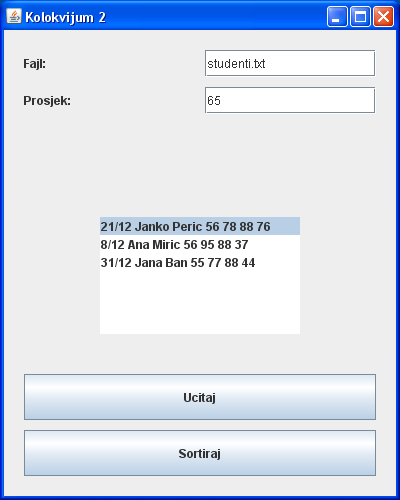 Kolokvijum 2
Fajl:
studenti.txt
Prosjek:
65
21/12 Janko Peric 56 78 88 76
8/12 Ana Miric 56 95 88 37
31/12 Jana Ban 55 77 88 44
Ucitaj
Sortiraj